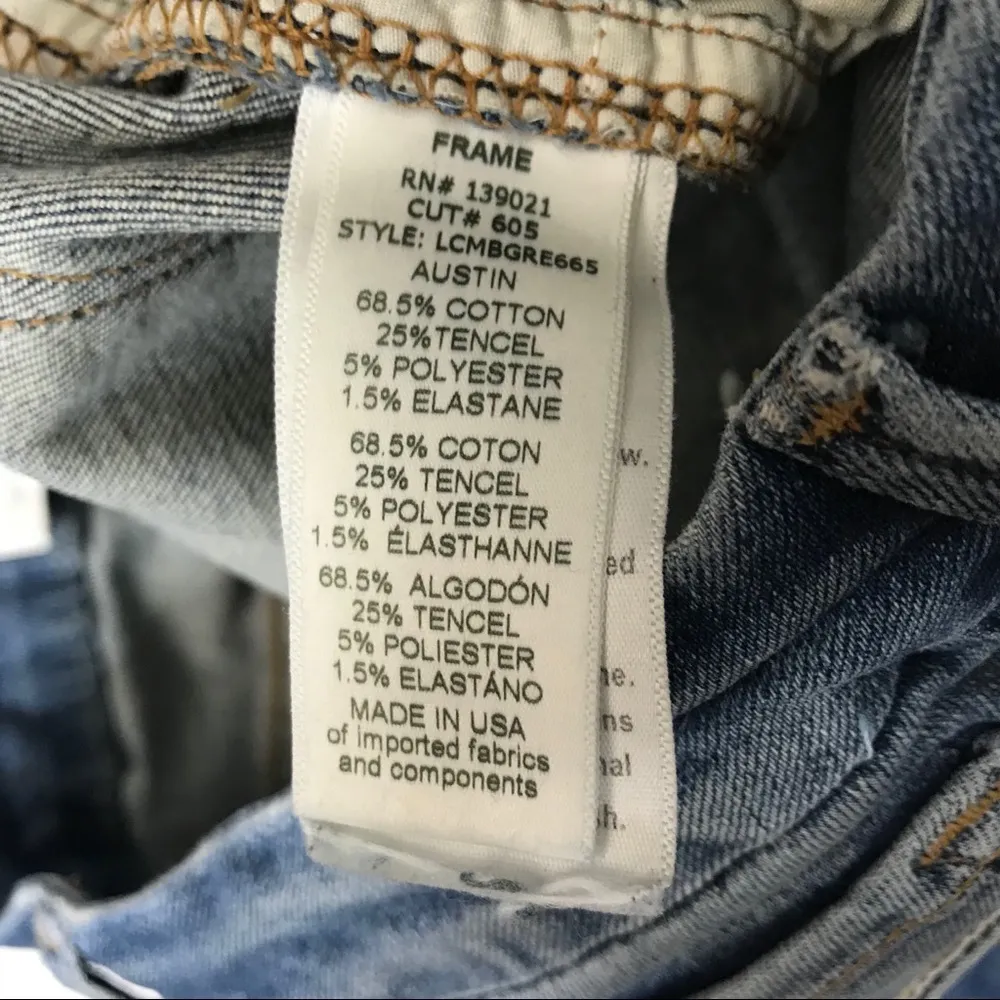 FRAME
RN# 139021
CUT# 605
STYLE: LCMBGRE665
AUSTIN
68.5% COTTON
25%TENCEL
5% POLYESTER
1.5% ELASTANE
68.5% COTON
25% TENCEL
5% POLYESTER
1.5% ÉLASTHANNE
68.5% ALGODÓN
25% TENCEL
5% POLIESTER
1.5% ELASTÁNO
MADE IN USA
of imported fabrics
and components
w.
ed
ns